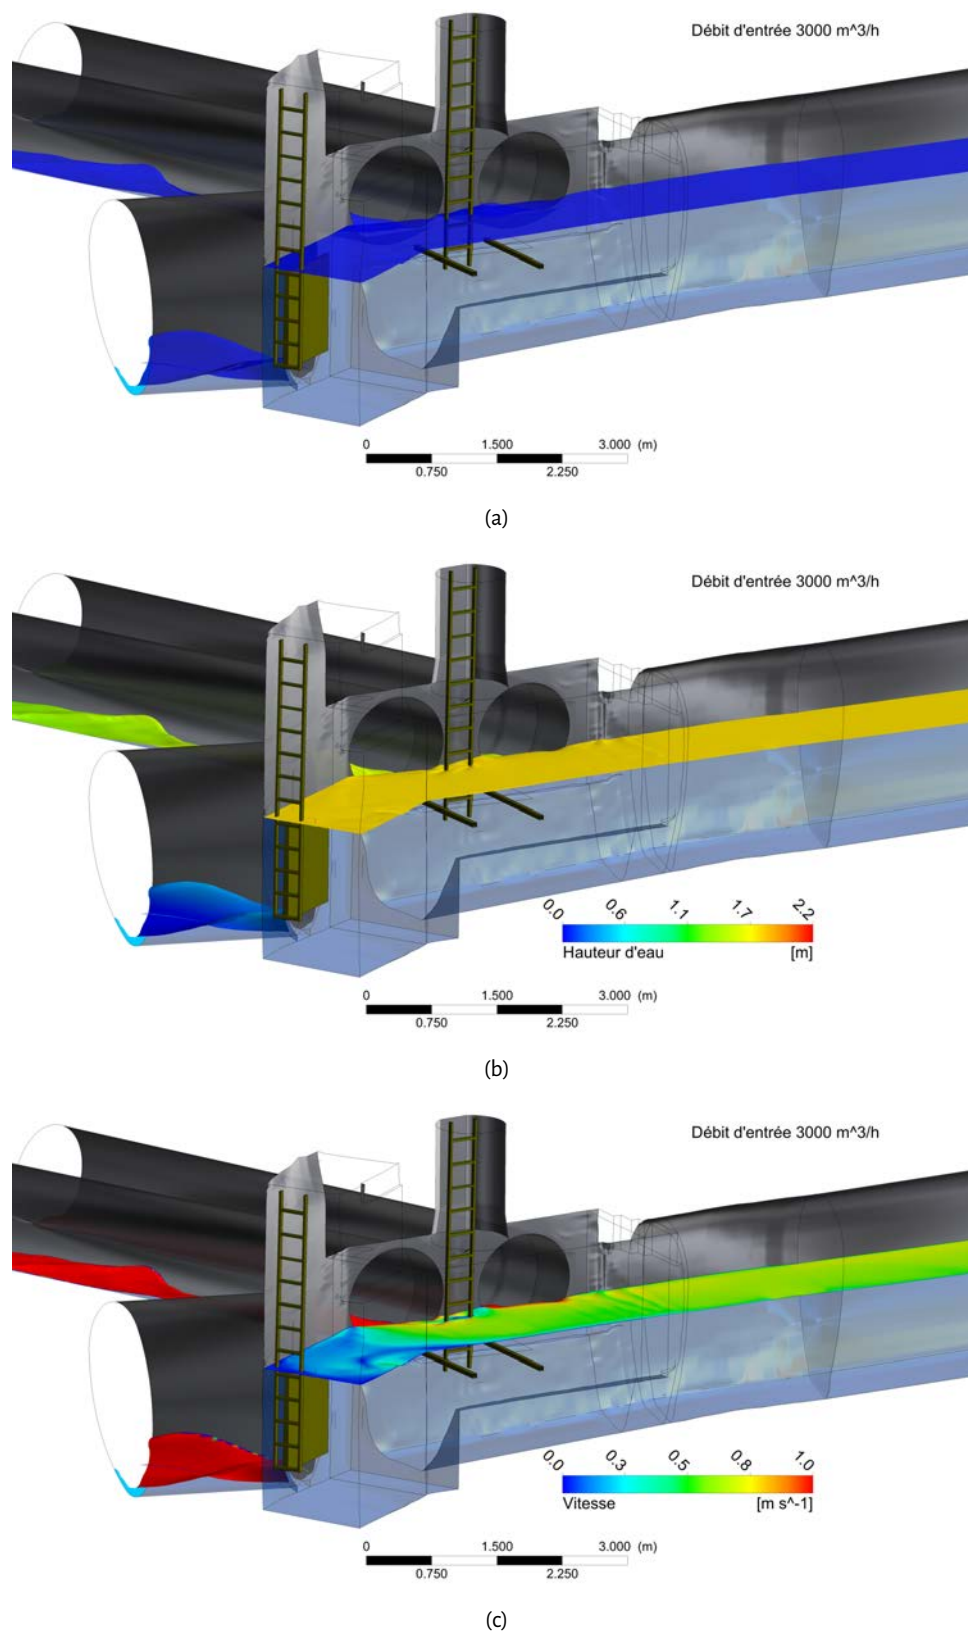 Débit d'entrée 3000 m^3/h
0 1.500 3.000 (m)
0.750 2.250
(a)
Débit d'entrée 3000 m^3/h
0.0 0.6 1.1 1.7 2.2
Hauteur d'eau [m]
0 1.500 3.000 (m)
0.750 2.250
(b)
Débit d'entrée 3000 m^3/h
0.0 0.3 0.5 0.8 1.0
Vitesse [m s^-1]
0 1.500 3.000 (m)
0.750 2.250
(c)